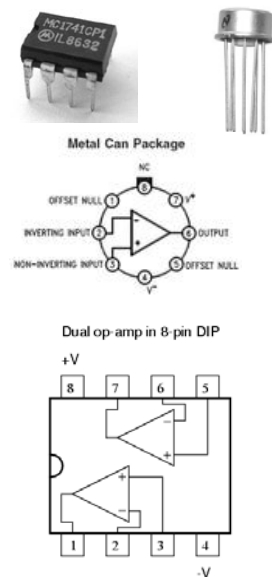 MC1741CP1
IL8632
Metal Can Package
NC
8
OFFSET NULL 1
7 V+
INVERTING INPUT 2
6 OUTPUT
NON-INVERTING INPUT 3
5 OFFSET NULL
4
V-
Dual op-amp in 8-pin DIP
+V
8 7 6 5
−
+
+
−
1 2 3 4
-V